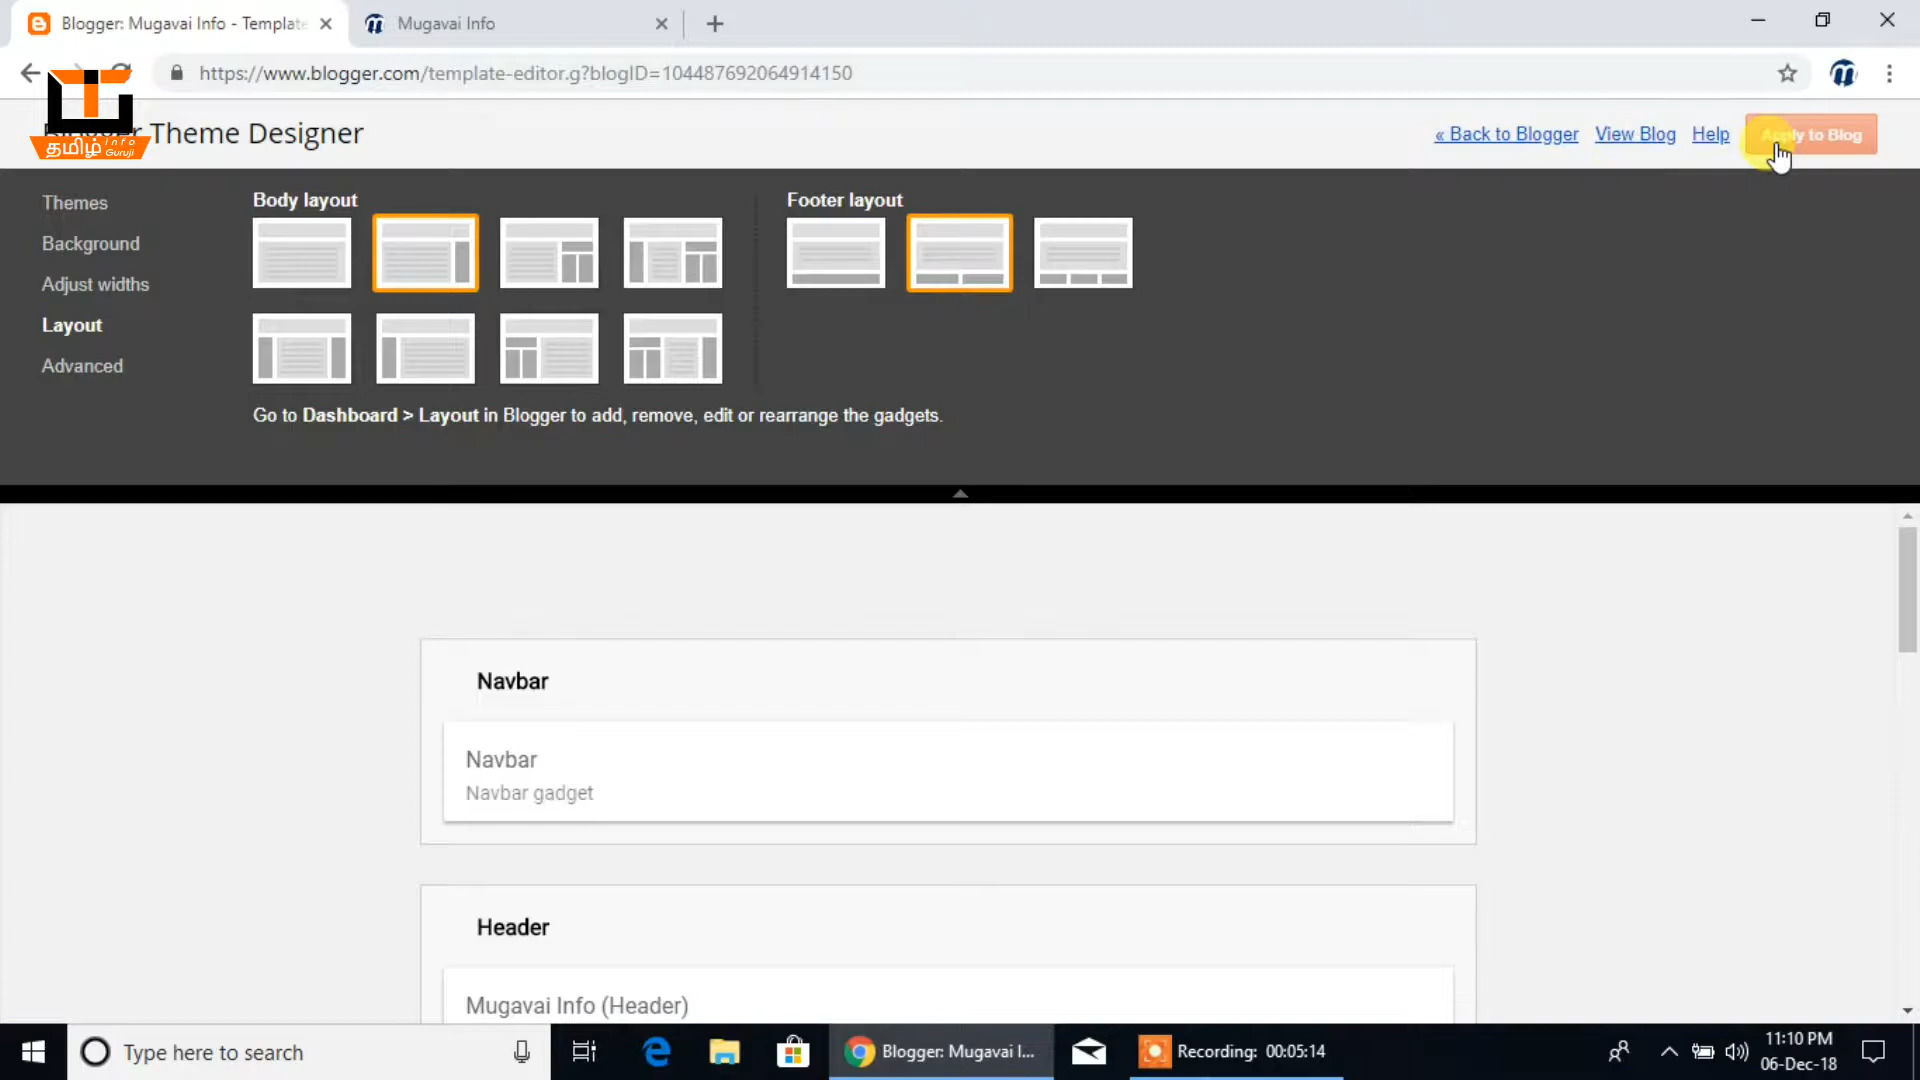 Blogger: Mugavai Info - Template
Mugavai Info
https://www.blogger.com/template-editor.g?blogID=104487692064914150
Theme Designer
தமிழ் Info Guruji
« Back to Blogger
View Blog
Help
Apply to Blog
Themes
Background
Adjust widths
Layout
Advanced
Body layout
Footer layout
Go to Dashboard > Layout in Blogger to add, remove, edit or rearrange the gadgets.
Navbar
Navbar
Navbar gadget
Header
Mugavai Info (Header)
Type here to search
Blogger: Mugavai I...
Recording: 00:05:14
11:10 PM
06-Dec-18